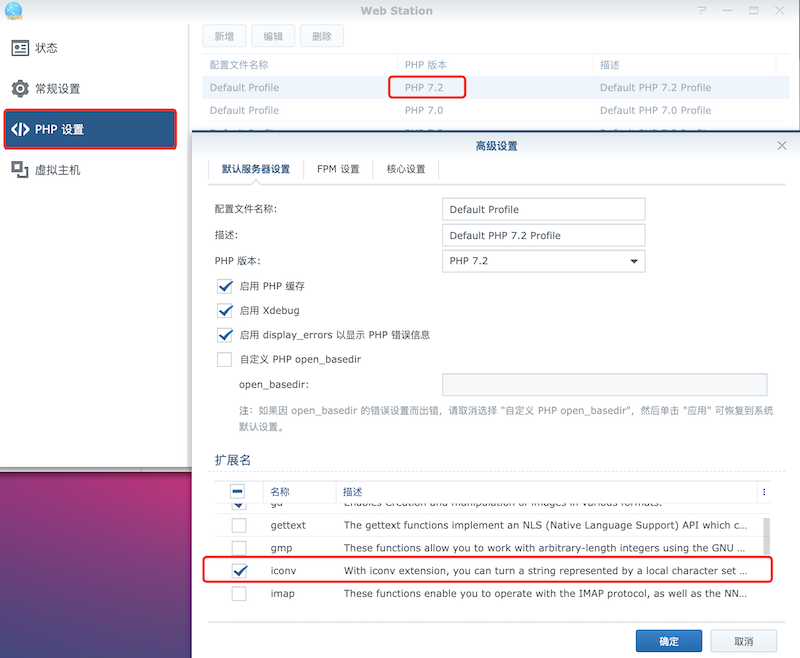 Web Station
状态
常规设置
PHP 设置
虚拟主机
新增 编辑 删除
配置文件名称 PHP 版本 描述
Default Profile PHP 7.2 Default PHP 7.2 Profile
Default Profile PHP 7.0 Default PHP 7.0 Profile
高级设置
默认服务器设置 FPM 设置 核心设置
配置文件名称: Default Profile
描述: Default PHP 7.2 Profile
PHP 版本: PHP 7.2
启用 PHP 缓存
启用 Xdebug
启用 display_errors 以显示 PHP 错误信息
自定义 PHP open_basedir
open_basedir:
注: 如果因 open_basedir 的错误设置而出错，请取消选择 "自定义 PHP open_basedir"，然后单击 "应用" 可恢复到系统
默认设置。
扩展名
名称 描述
gd Enables creation and manipulation of images in various formats.
gettext The gettext functions implement an NLS (Native Language Support) API which c...
gmp These functions allow you to work with arbitrary-length integers using the GNU ...
iconv With iconv extension, you can turn a string represented by a local character set ...
imap These functions enable you to operate with the IMAP protocol, as well as the NN...
确定 取消